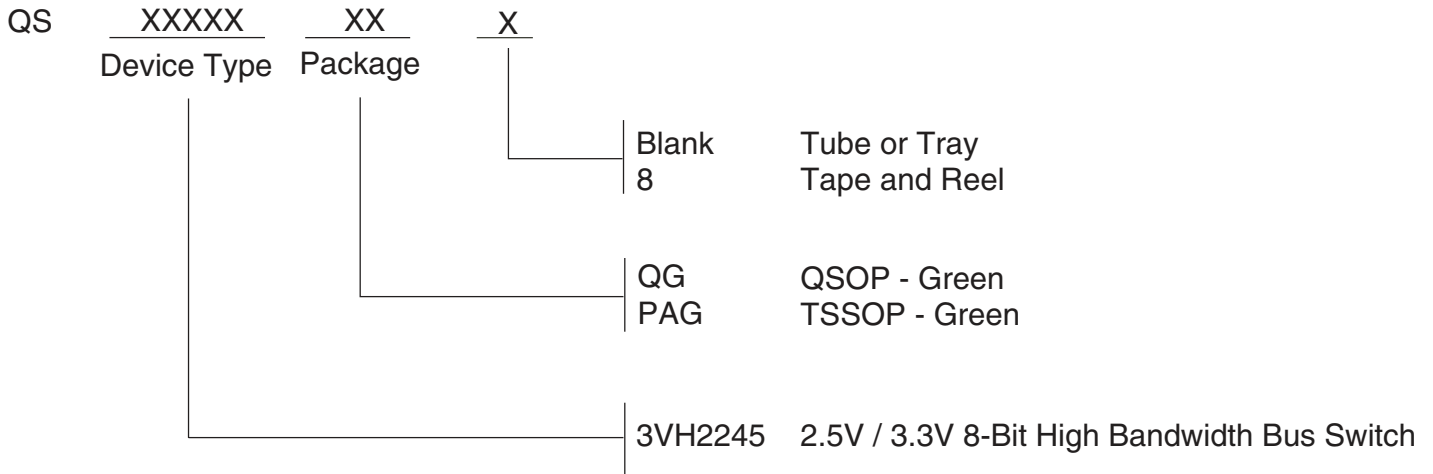 QS XXXXX XX X
Device Type Package
Blank Tube or Tray
8 Tape and Reel
QG QSOP - Green
PAG TSSOP - Green
3VH2245 2.5V / 3.3V 8-Bit High Bandwidth Bus Switch